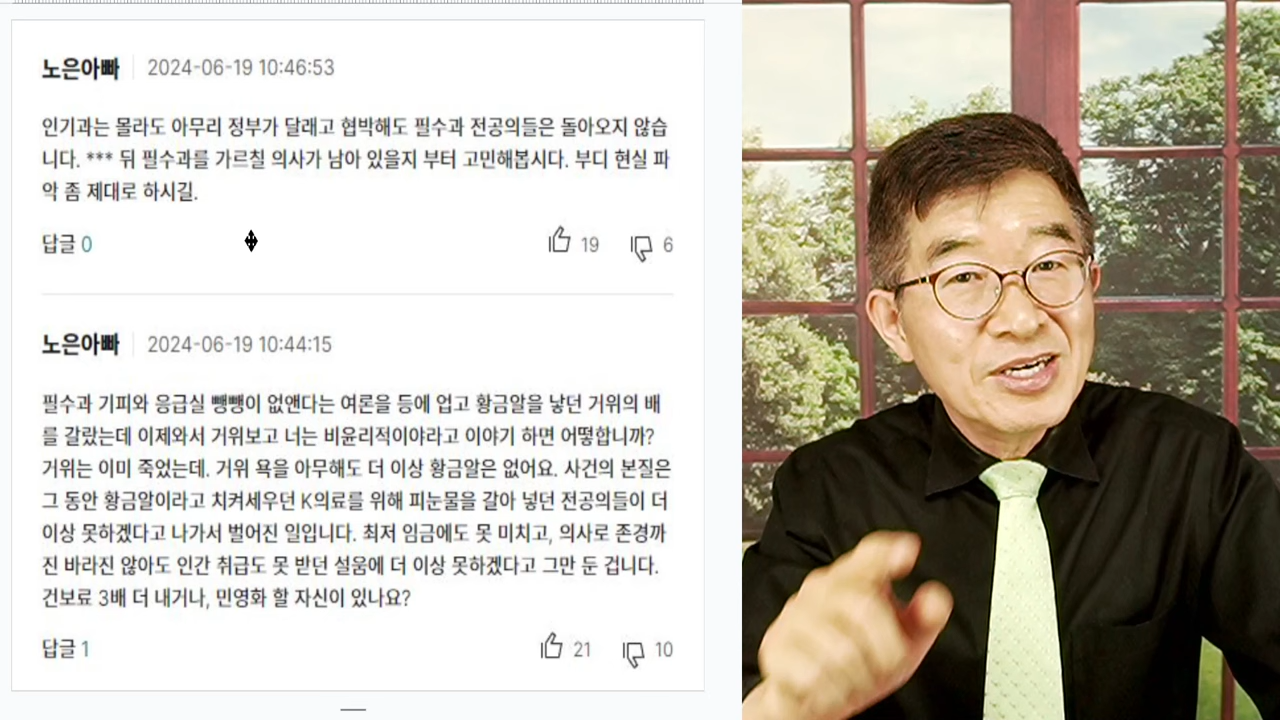 노은아빠 2024-06-19 10:46:53
인기과는 몰라도 아무리 정부가 달래고 협박해도 필수과 전공의들은 돌아오지 않습
니다. *** 뒤 필수과를 가르칠 의사가 남아 있을지 부터 고민해봅시다. 부디 현실 파
악 좀 제대로 하시길.
답글 0 19 6
노은아빠 2024-06-19 10:44:15
필수과 기피와 응급실 뺑뺑이 없앤다는 여론을 등에 업고 황금알을 낳던 거위의 배
를 갈랐는데 이제와서 거위보고 너는 비윤리적이야라고 이야기 하면 어떻합니까?
거위는 이미 죽었는데. 거위 욕을 아무해도 더 이상 황금알은 없어요. 사건의 본질은
그 동안 황금알이라고 치켜세우던 K의료를 위해 피눈물을 갈아 넣던 전공의들이 더
이상 못하겠다고 나가서 벌어진 일입니다. 최저 임금에도 못 미치고, 의사로 존경까
진 바라진 않아도 인간 취급도 못 받던 설움에 더 이상 못하겠다고 그만 둔 겁니다.
건보료 3배 더 내거나, 민영화 할 자신이 있나요?
답글 1 21 10